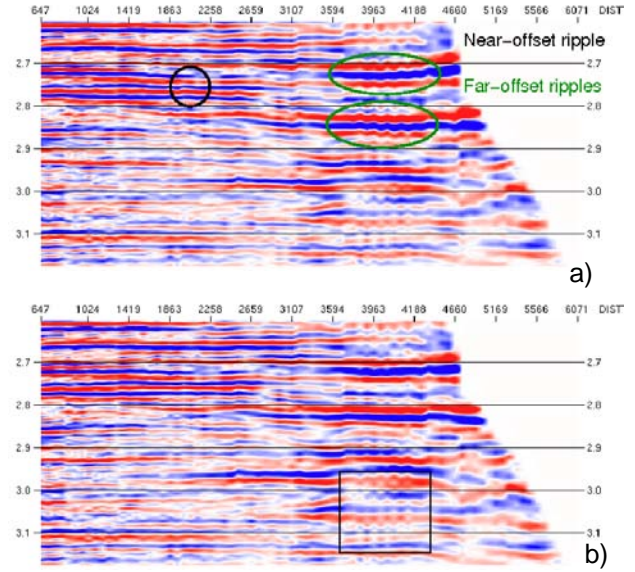 647 1024 1419 1863 2258 2659 3107 3594 3963 4188 4660 5169 5566 6071 DIST
Near-offset ripple
2.7 2.7
Far-offset ripples
2.8 2.8
2.9 2.9
3.0 3.0
3.1 3.1
a)
647 1024 1419 1863 2258 2659 3107 3594 3963 4188 4660 5169 5566 6071 DIST
2.7 2.7
2.8 2.8
2.9 2.9
3.0 3.0
3.1 3.1
b)